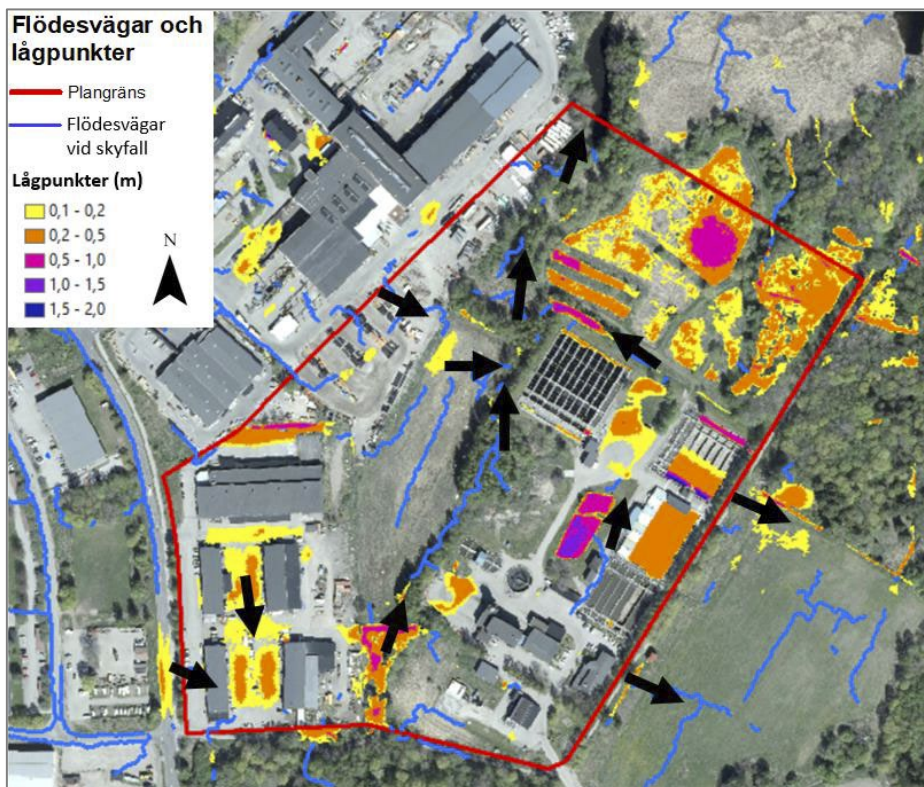 Flödesvägar och
lågpunkter
Plangräns
Flödesvägar
vid skyfall
Lågpunkter (m)
0,1 - 0,2
0,2 - 0,5
0,5 - 1,0
1,0 - 1,5
1,5 - 2,0
N